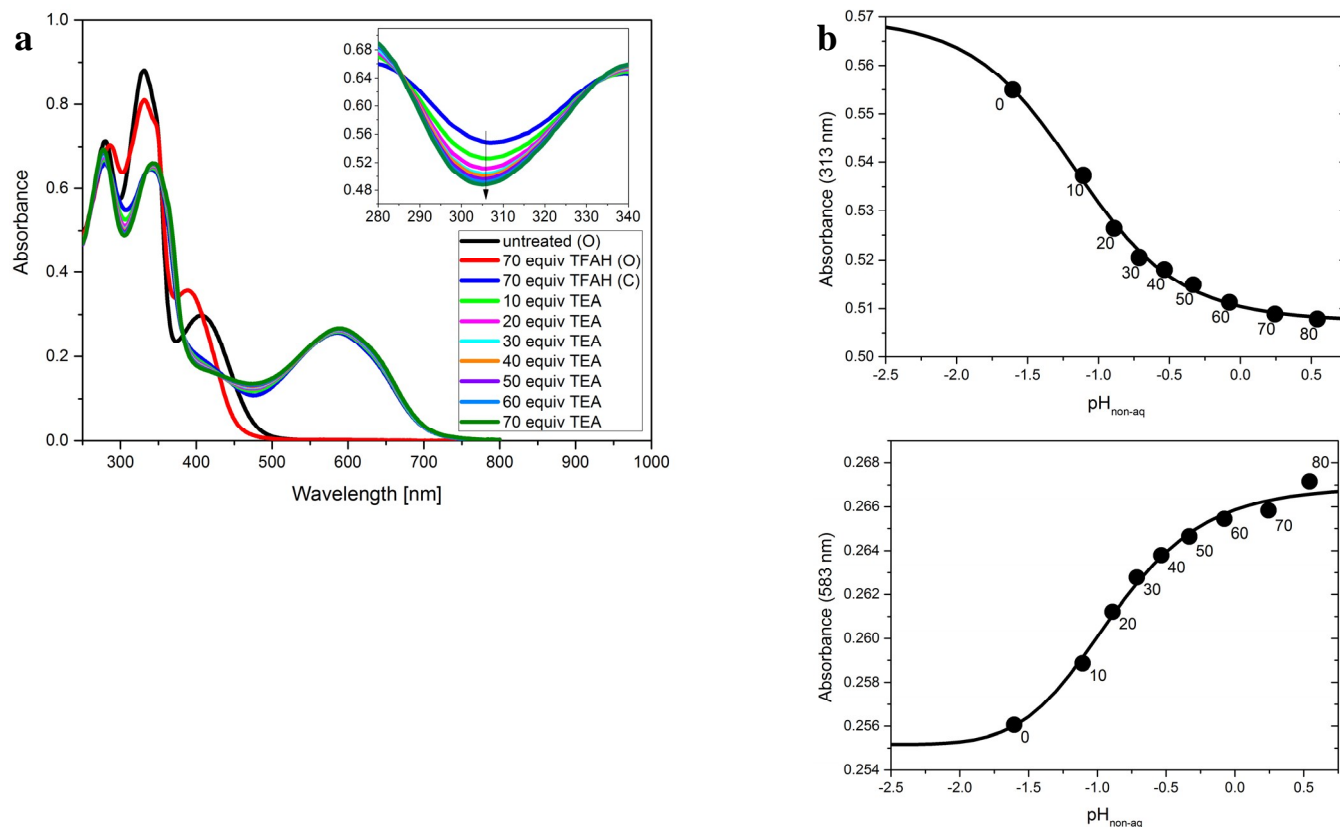 a
1.0
0.8
0.6
0.4
0.2
0.0
Absorbance
300 400 500 600 700 800 900 1000
Wavelength [nm]
0.68
0.64
0.60
0.56
0.52
0.48
280 290 300 310 320 330 340
untreated (O)
70 equiv TFAH (O)
70 equiv TFAH (C)
10 equiv TEA
20 equiv TEA
30 equiv TEA
40 equiv TEA
50 equiv TEA
60 equiv TEA
70 equiv TEA
b
0.57
0.56
0.55
0.54
0.53
0.52
0.51
0.50
Absorbance (313 nm)
0
10
20
30
40
50
60
70
80
-2.5 -2.0 -1.5 -1.0 -0.5 0.0 0.5
pHnon-aq
0.268
0.266
0.264
0.262
0.260
0.258
0.256
0.254
Absorbance (583 nm)
80
70
60
50
40
30
20
10
0
-2.5 -2.0 -1.5 -1.0 -0.5 0.0 0.5
pHnon-aq